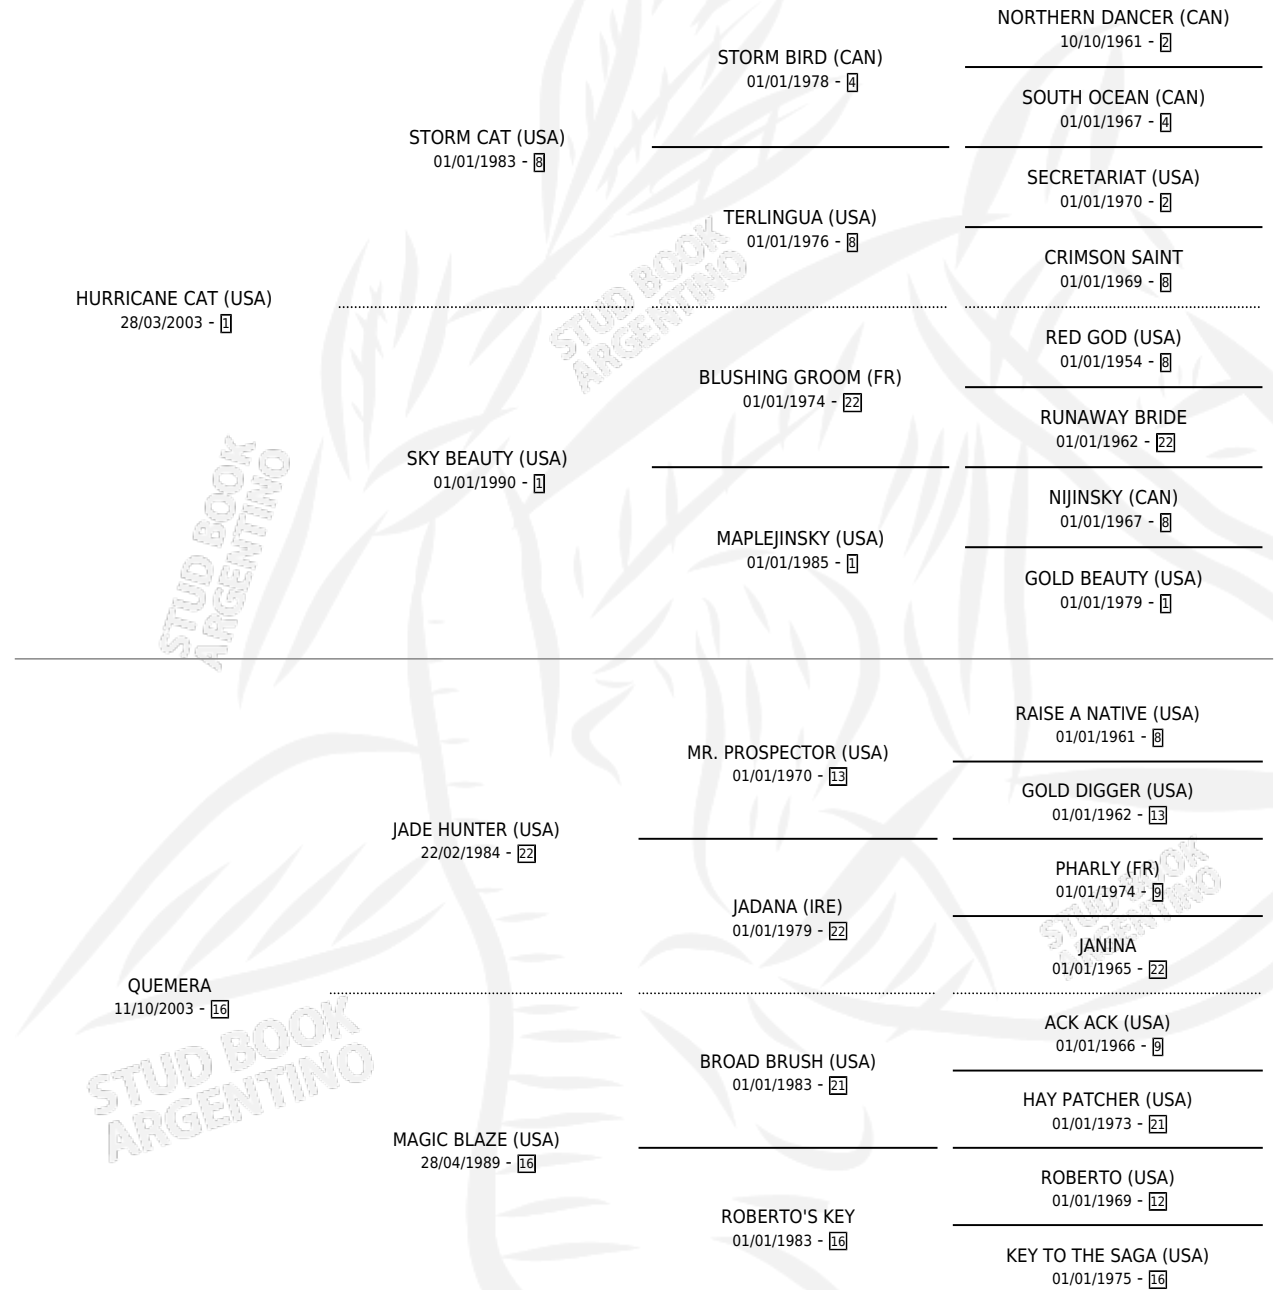 NORTHERN DANCER (CAN)
10/10/1961 - 2
STORM BIRD (CAN)
01/01/1978 - 4
SOUTH OCEAN (CAN)
01/01/1967 - 4
STORM CAT (USA)
01/01/1983 - 8
SECRETARIAT (USA)
01/01/1970 - 2
TERLINGUA (USA)
01/01/1976 - 8
CRIMSON SAINT
01/01/1969 - 8
HURRICANE CAT (USA)
28/03/2003 - 1
RED GOD (USA)
01/01/1954 - 8
BLUSHING GROOM (FR)
01/01/1974 - 22
RUNAWAY BRIDE
01/01/1962 - 22
SKY BEAUTY (USA)
01/01/1990 - 1
NIJINSKY (CAN)
01/01/1967 - 8
MAPLEJINSKY (USA)
01/01/1985 - 1
GOLD BEAUTY (USA)
01/01/1979 - 1
RAISE A NATIVE (USA)
01/01/1961 - 8
MR. PROSPECTOR (USA)
01/01/1970 - 13
GOLD DIGGER (USA)
01/01/1962 - 13
JADE HUNTER (USA)
22/02/1984 - 22
PHARLY (FR)
01/01/1974 - 9
JADANA (IRE)
01/01/1979 - 22
JANINA
01/01/1965 - 22
QUEMERA
11/10/2003 - 16
ACK ACK (USA)
01/01/1966 - 9
BROAD BRUSH (USA)
01/01/1983 - 21
HAY PATCHER (USA)
01/01/1973 - 21
MAGIC BLAZE (USA)
28/04/1989 - 16
ROBERTO (USA)
01/01/1969 - 12
ROBERTO'S KEY
01/01/1983 - 16
KEY TO THE SAGA (USA)
01/01/1975 - 16
STUD BOOK
ARGENTINO
STUD BOOK
ARGENTINO
STUD BOOK
ARGENTINO
STUD BOOK
ARGENTINO